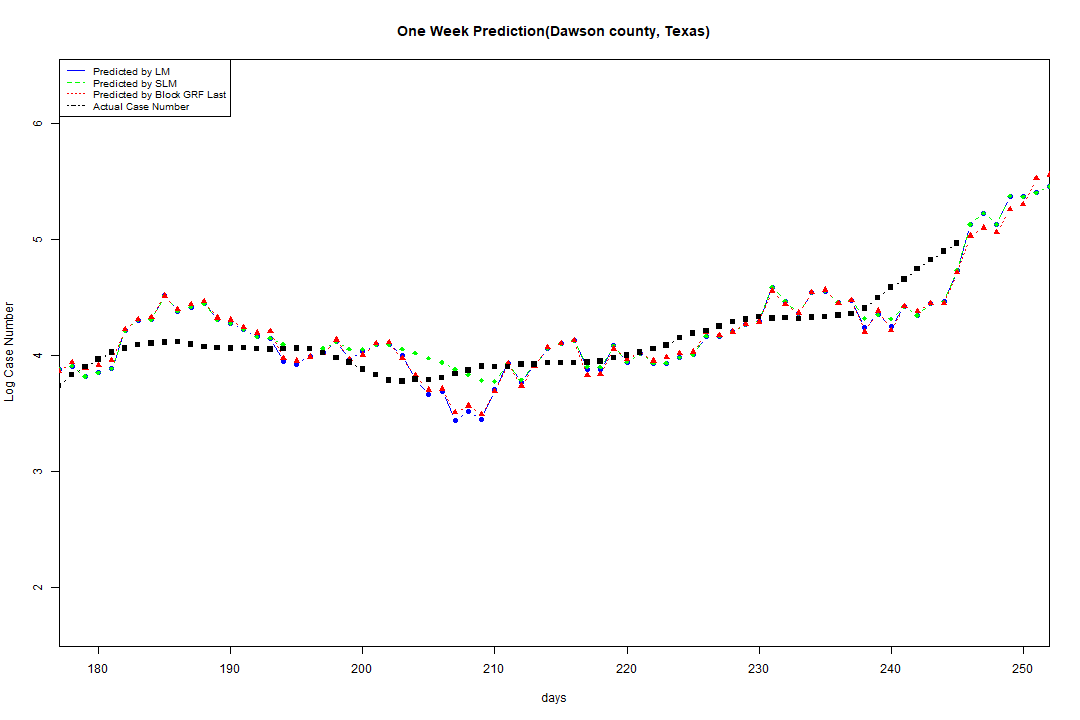 One Week Prediction(Dawson county, Texas)
Predicted by LM
Predicted by SLM
Predicted by Block GRF Last
Actual Case Number
Log Case Number
6
5
4
3
2
180 190 200 210 220 230 240 250
days